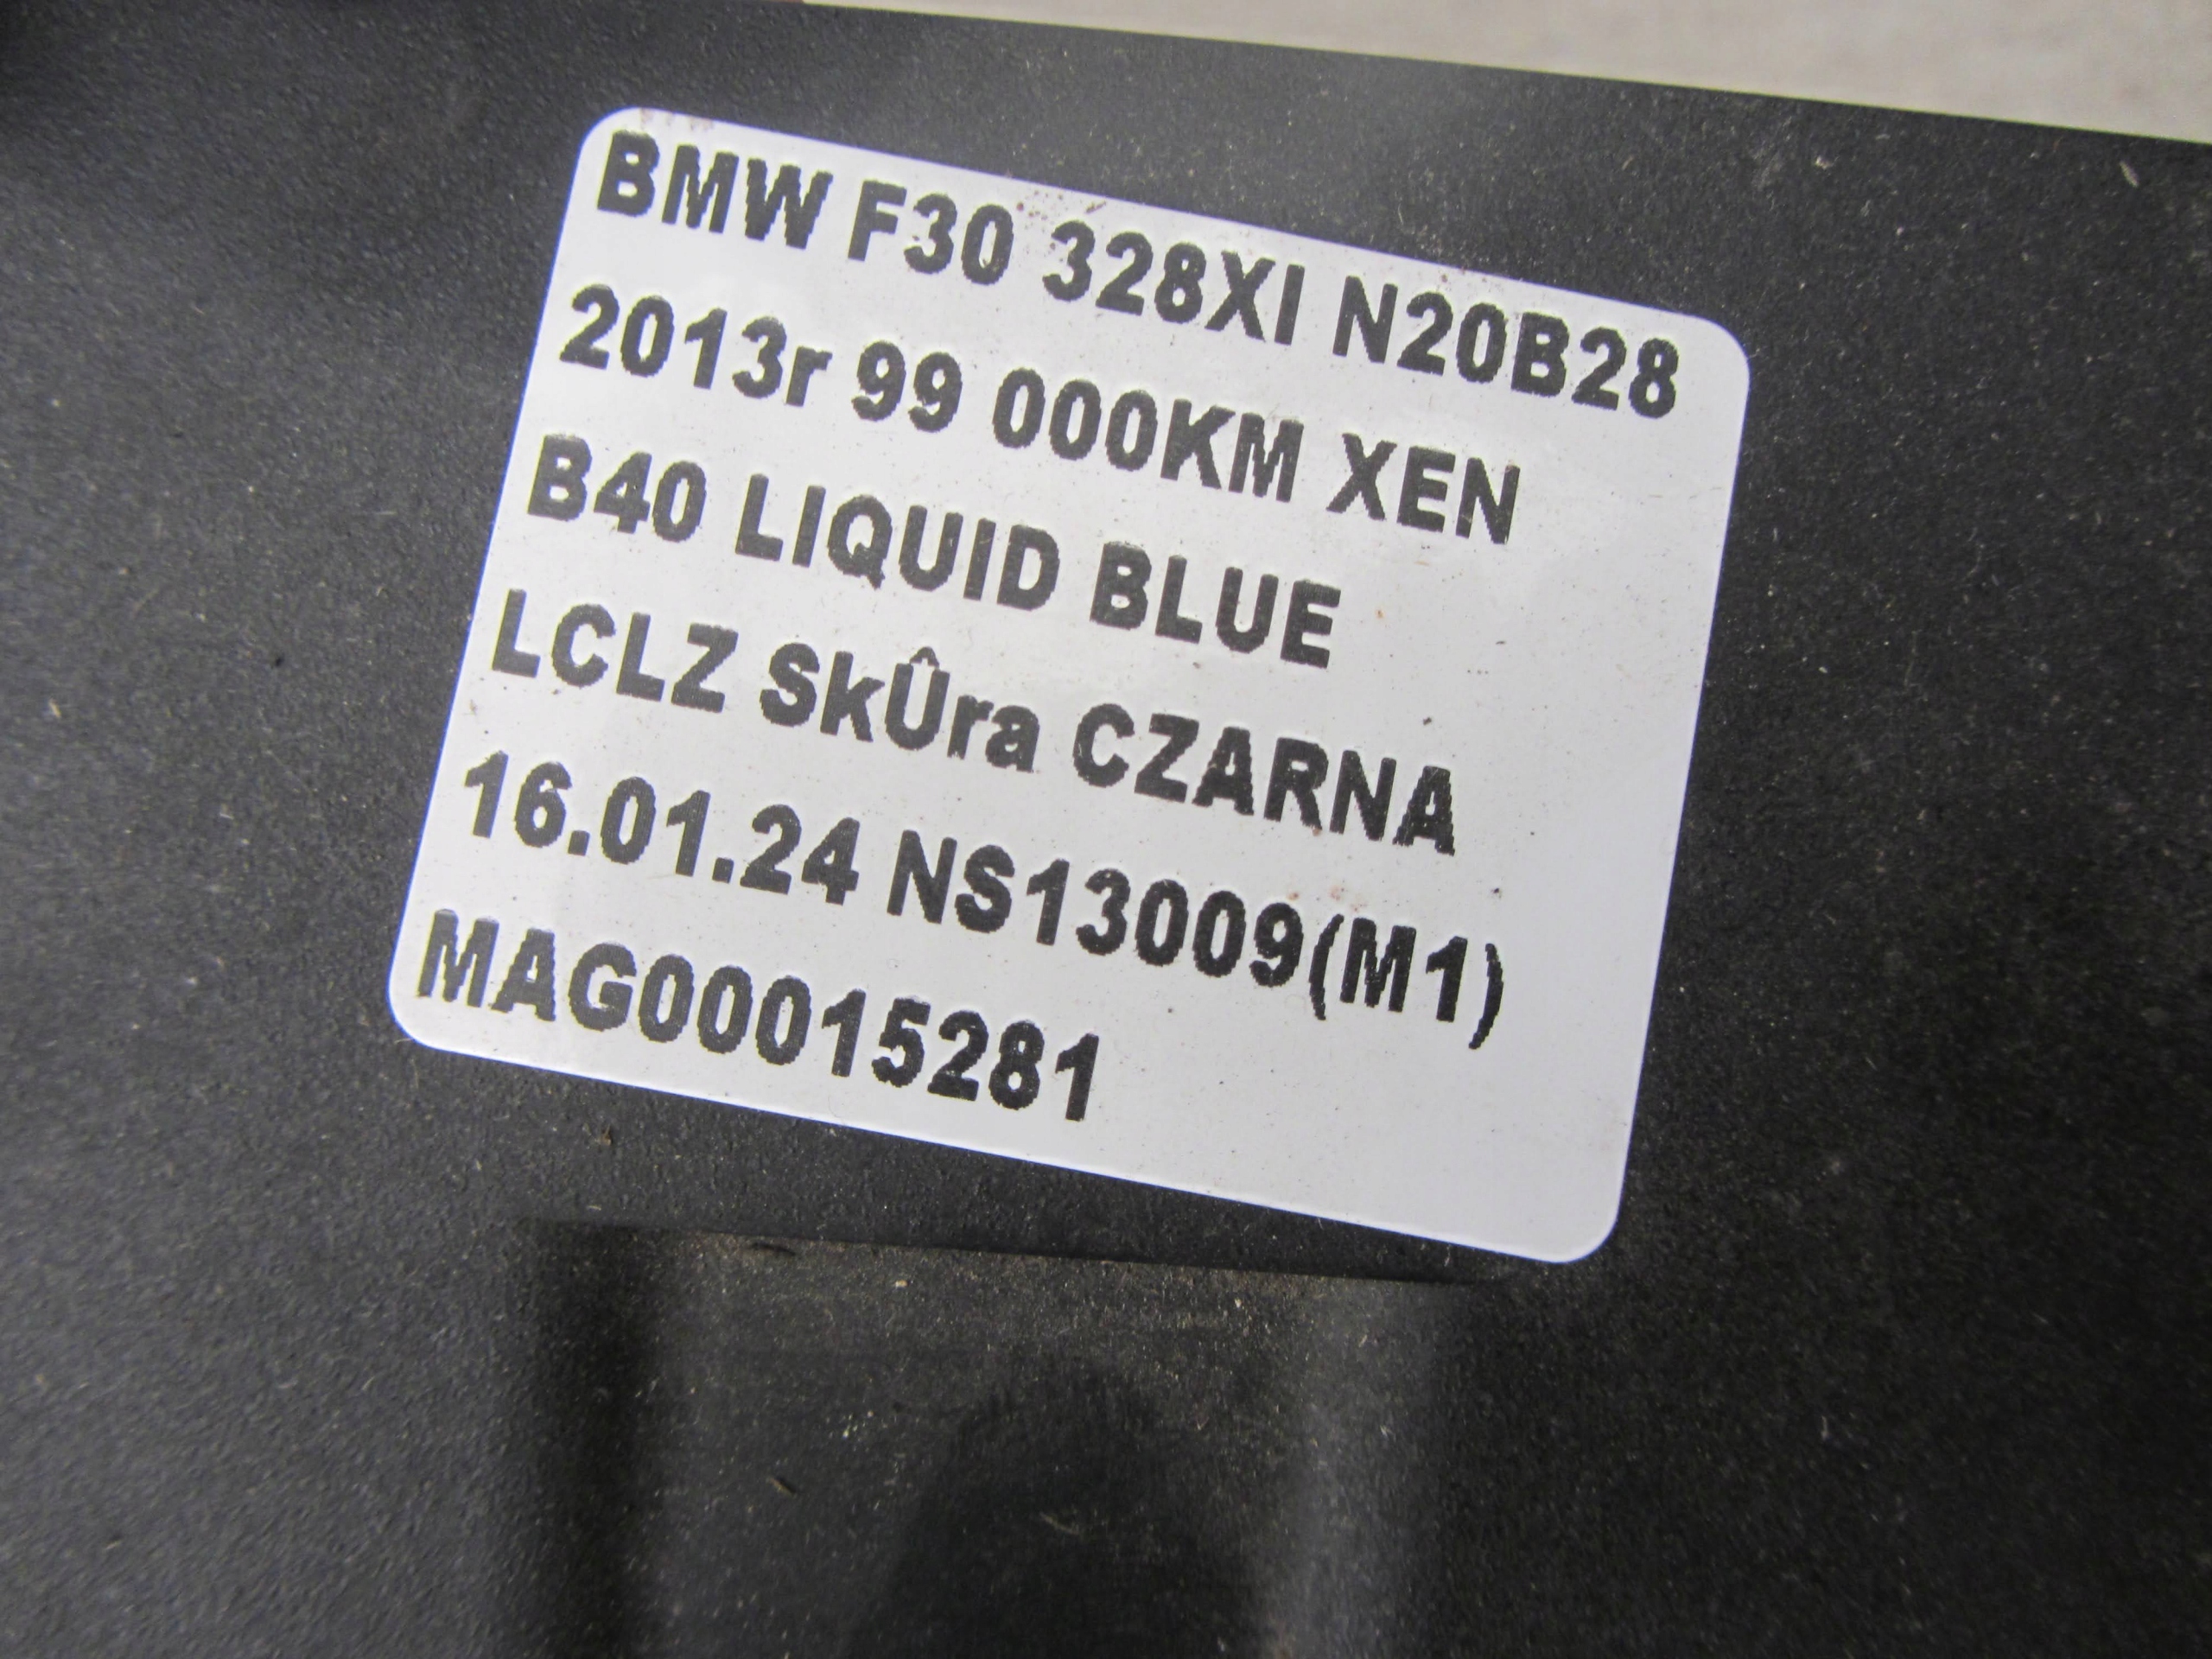 BMW F30 328XI N20B28
2013r 99 000KM XEN
B40 LIQUID BLUE
LCLZ SkÛra CZARNA
16.01.24 NS13009(M1)
MAG00015281